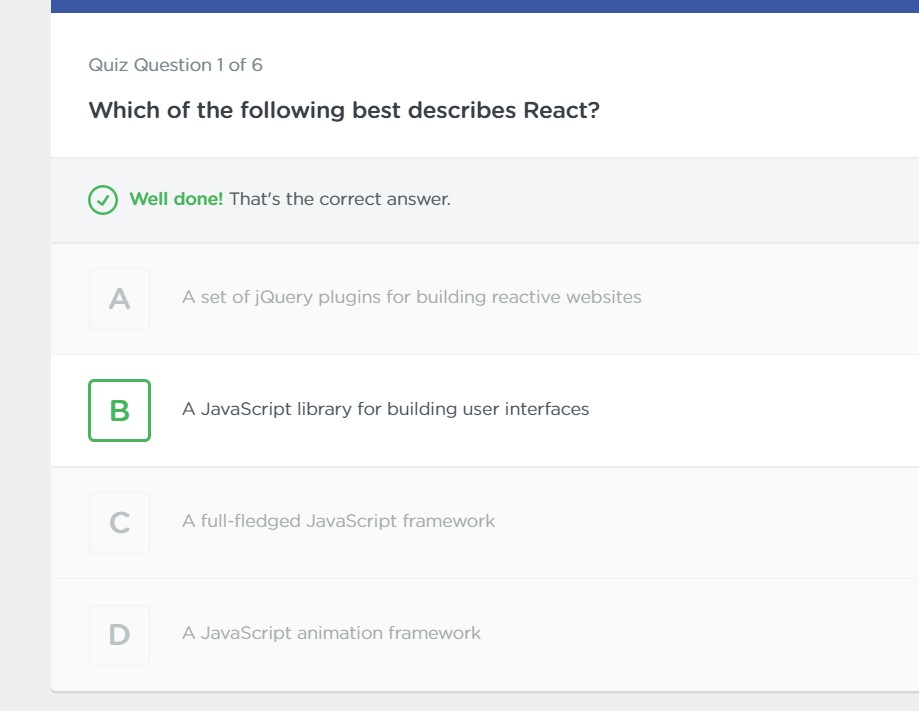 Quiz Question 1 of 6
Which of the following best describes React?
Well done! That's the correct answer.
A
A set of jQuery plugins for building reactive websites
B
A JavaScript library for building user interfaces
C
A full-fledged JavaScript framework
D
A JavaScript animation framework